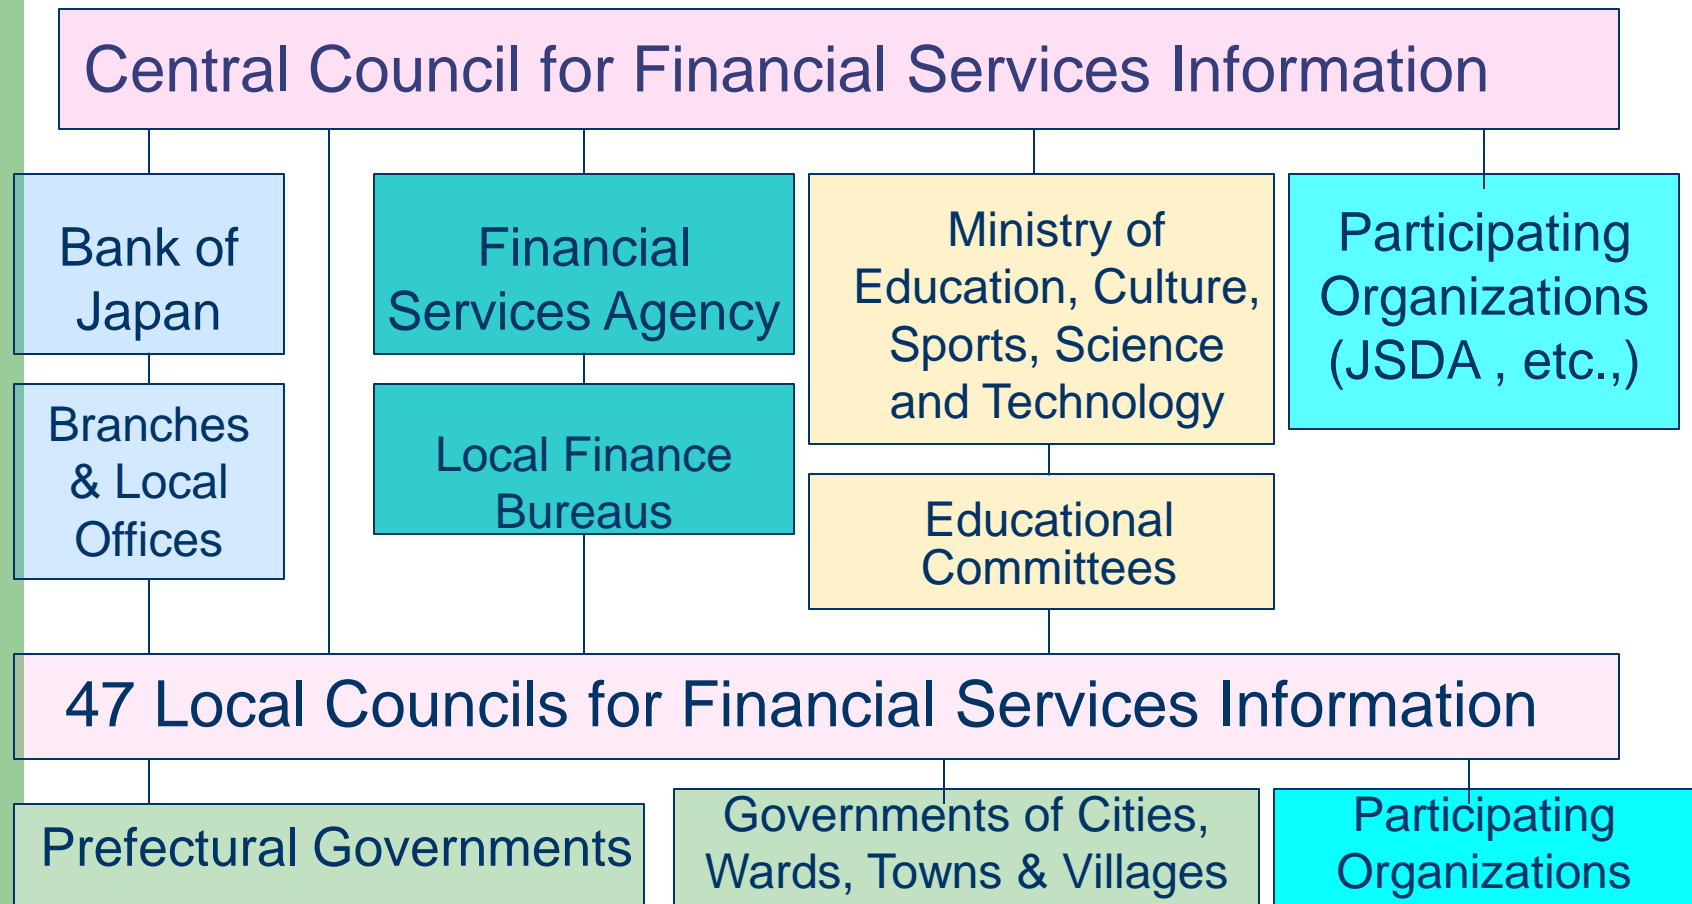 Central Council for Financial Services Information
Bank of
Japan
Financial
Services Agency
Ministry of
Education, Culture,
Sports, Science
and Technology
Participating
Organizations
(JSDA , etc.,)
Branches
& Local
Offices
Local Finance
Bureaus
Educational
Committees
47 Local Councils for Financial Services Information
Prefectural Governments
Governments of Cities,
Wards, Towns & Villages
Participating
Organizations